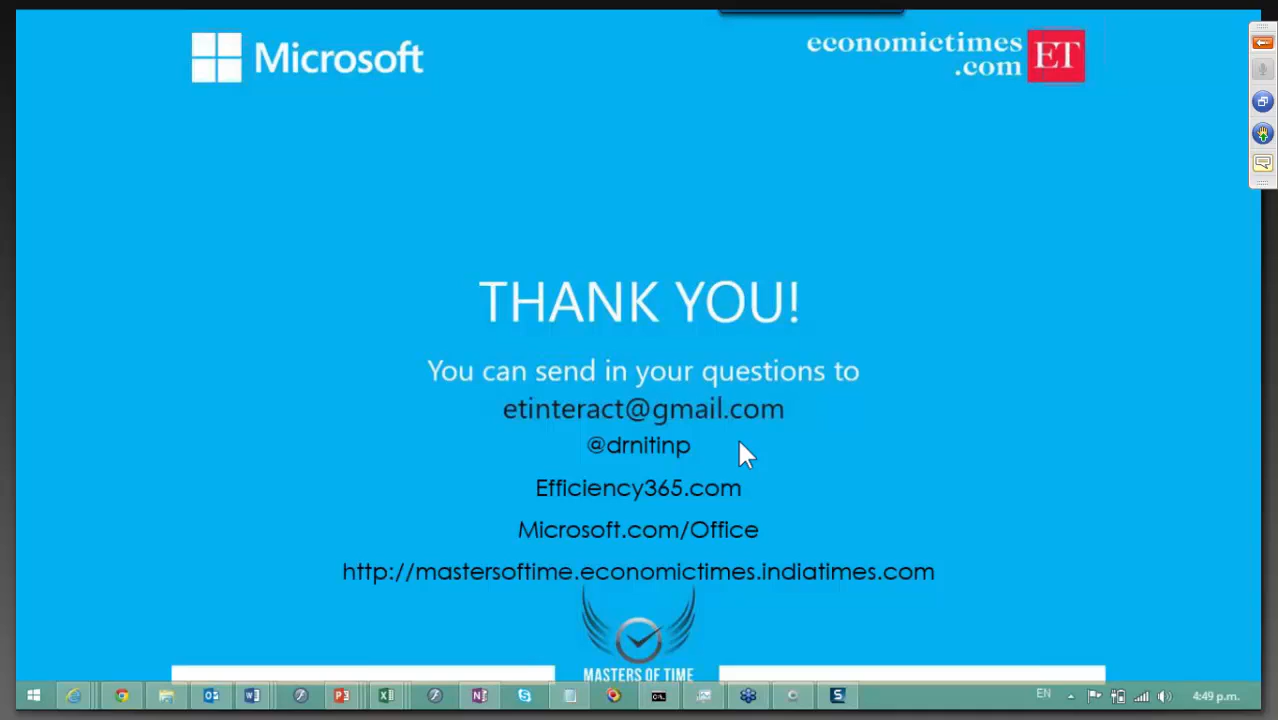 Microsoft
economictimes
.com
ET
THANK YOU!
You can send in your questions to
etinteract@gmail.com
@drnitinp
Efficiency365.com
Microsoft.com/Office
http://mastersoftime.economictimes.indiatimes.com
MASTERS OF TIME
EN
4:49 p.m.